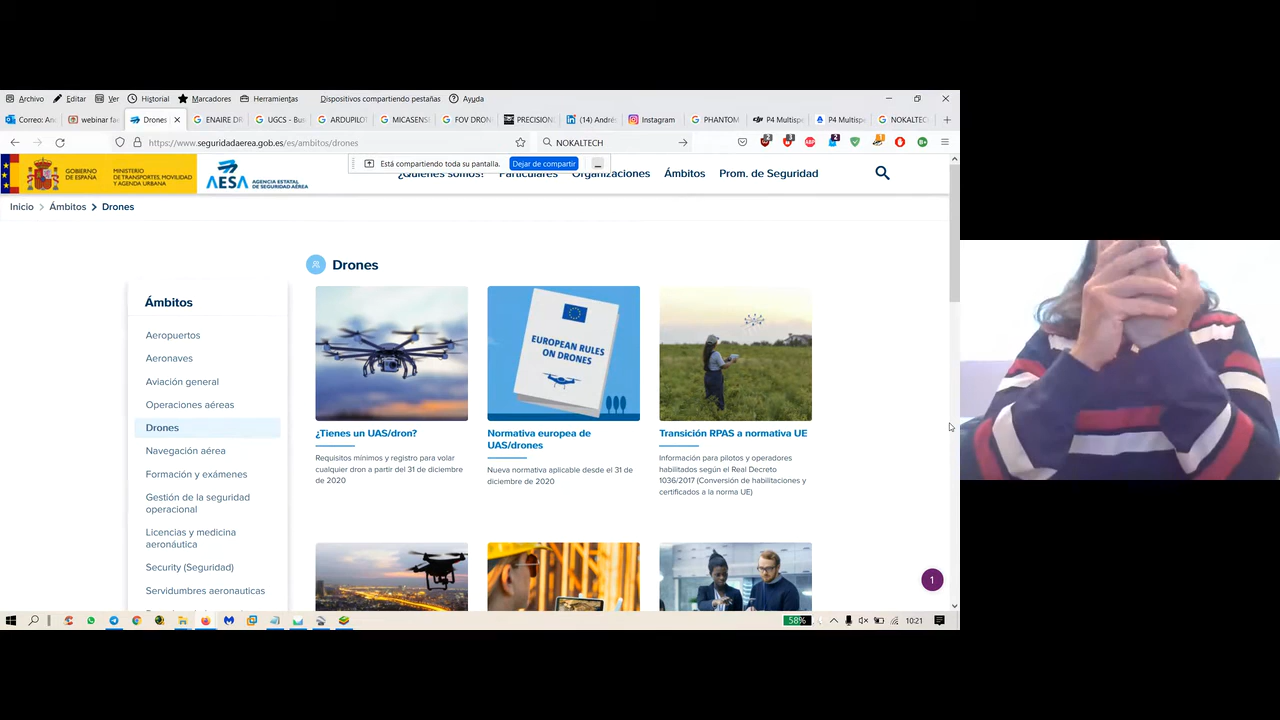 Archivo Editar Ver Historial Marcadores Herramientas Dispositivos compartiendo pestañas Ayuda
Correo: An webinar fa Drones ENAIRE DR UGCS - Bu ARDUPILOT MICASENSE FOV DRON PRECISION (14) André Instagram PHANTOM P4 Multisp P4 Multisp NOKALTEC
https://www.seguridadaerea.gob.es/es/ambitos/drones NOKALTECH
Está compartiendo toda su pantalla. Dejar de compartir
GOBIERNO DE ESPAÑA
MINISTERIO DE TRANSPORTES, MOVILIDAD Y AGENDA URBANA
AESA AGENCIA ESTATAL DE SEGURIDAD AÉREA
¿Quiénes somos? Particulares Organizaciones Ámbitos Prom. de Seguridad
Inicio Ámbitos Drones
Drones
Ámbitos
Aeropuertos
Aeronaves
Aviación general
Operaciones aéreas
Drones
Navegación aérea
Formación y exámenes
Gestión de la seguridad
operacional
Licencias y medicina
aeronáutica
Security (Seguridad)
Servidumbres aeronauticas
EUROPEAN RULES
ON DRONES
¿Tienes un UAS/dron?
Requisitos mínimos y registro para volar
cualquier dron a partir del 31 de diciembre
de 2020
Normativa europea de
UAS/drones
Nueva normativa aplicable desde el 31 de
diciembre de 2020
Transición RPAS a normativa UE
Información para pilotos y operadores
habilitados según el Real Decreto
1036/2017 (Conversión de habilitaciones y
certificados a la norma UE)
1
58% 10:21